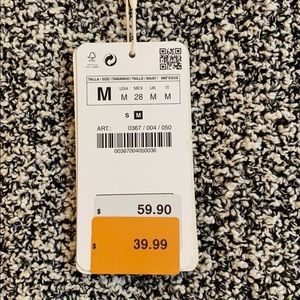 FSC
TALLA / SIZE / TAMANHO / TAILLE / MAAT /
USA MEX UK IT
M M 28 M M
S M
ART.: 0367 / 004 / 050
00367004050036
$ 59.90
$ 39.99